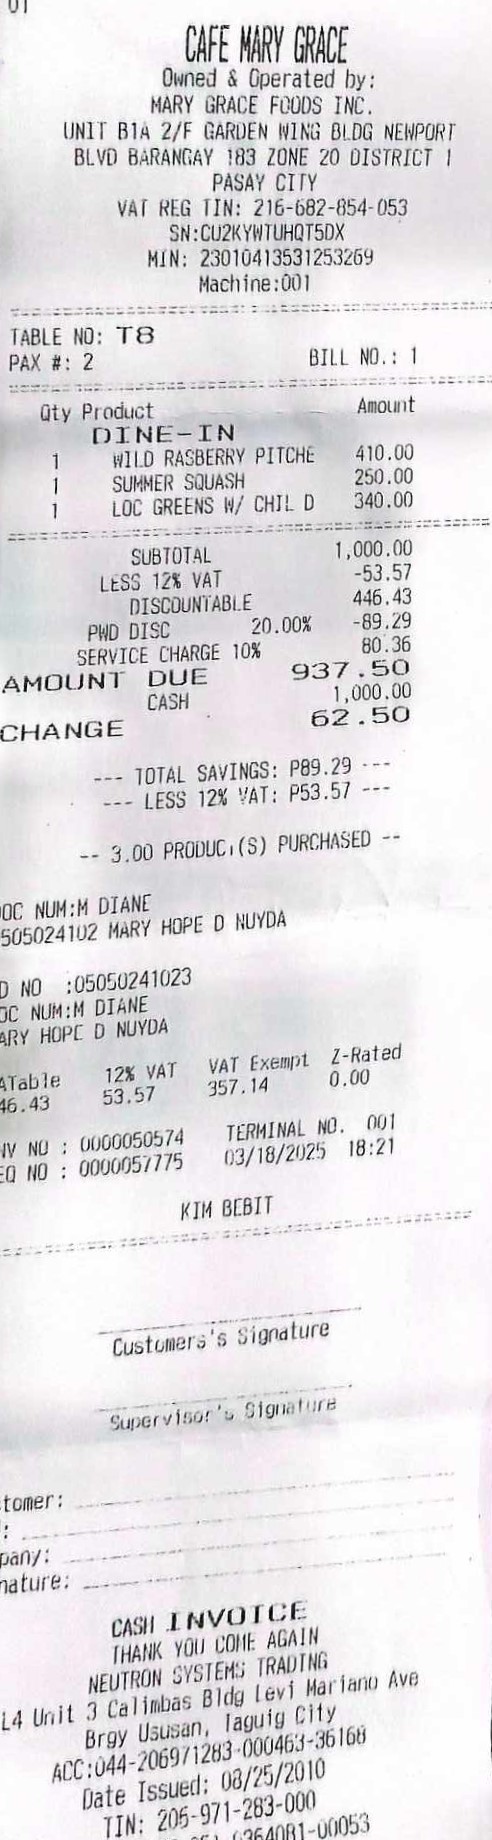 01
CAFE MARY GRACE
Owned & Operated by:
MARY GRACE FOODS INC.
UNIT B1A 2/F GARDEN WING BLDG NEWPORT
BLVD BARANGAY 183 ZONE 20 DISTRICT 1
PASAY CITY
VAT REG TIN: 216-682-854-053
SN:CU2KYWTUHQT5DX
MIN: 23010413531253269
Machine:001
TABLE NO: T8
PAX #: 2 BILL NO.: 1
Qty Product Amount
DINE-IN
1 WILD RASBERRY PITCHE 410.00
1 SUMMER SQUASH 250.00
1 LOC GREENS W/ CHIL D 340.00
SUBTOTAL 1,000.00
LESS 12% VAT -53.57
DISCOUNTABLE 446.43
PWD DISC 20.00% -89.29
SERVICE CHARGE 10% 80.36
AMOUNT DUE 937.50
CASH 1,000.00
CHANGE 62.50
--- TOTAL SAVINGS: P89.29 ---
--- LESS 12% VAT: P53.57 ---
-- 3.00 PRODUC (S) PURCHASED --
OC NUM:M DIANE
505024102 MARY HOPE D NUYDA
D NO :05050241023
OC NUM:M DIANE
ARY HOPE D NUYDA
ATable 12% VAT VAT Exempt Z-Rated
46.43 53.57 357.14 0.00
NV NO : 0000050574 TERMINAL NO. 001
EQ NO : 0000057775 03/18/2025 18:21
KIM BEBIT
Customers's Signature
Supervisor's Signature
tomer:
:
pany:
nature:
CASH INVOICE
THANK YOU COME AGAIN
NEUTRON SYSTEMS TRADING
L4 Unit 3 Calimbas Bldg Levi Mariano Ave
Brgy Ususan, Taguig City
ACC:044-206971283-000463-36168
Date Issued: 08/25/2010
TIN: 205-971-283-000
0364081-00053